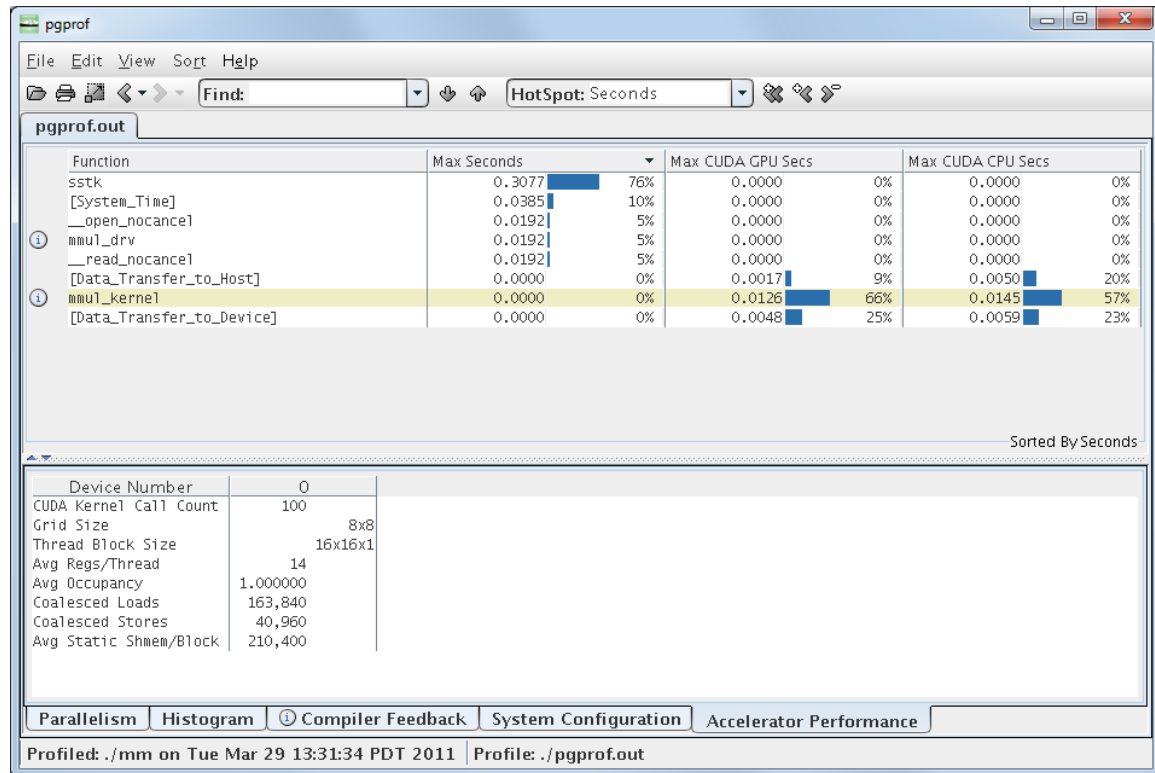 pgprof
File Edit View Sort Help
Find: HotSpot: Seconds
pgprof.out
Function Max Seconds Max CUDA GPU Secs Max CUDA CPU Secs
sstk 0.3077 76% 0.0000 0% 0.0000 0%
[System_Time] 0.0385 10% 0.0000 0% 0.0000 0%
__open_nocancel 0.0192 5% 0.0000 0% 0.0000 0%
mmul_drv 0.0192 5% 0.0000 0% 0.0000 0%
__read_nocancel 0.0192 5% 0.0000 0% 0.0000 0%
[Data_Transfer_to_Host] 0.0000 0% 0.0017 9% 0.0050 20%
mmul_kernel 0.0000 0% 0.0126 66% 0.0145 57%
[Data_Transfer_to_Device] 0.0000 0% 0.0048 25% 0.0059 23%
Sorted By Seconds
Device Number 0
CUDA Kernel Call Count 100
Grid Size 8x8
Thread Block Size 16x16x1
Avg Regs/Thread 14
Avg Occupancy 1.000000
Coalesced Loads 163,840
Coalesced Stores 40,960
Avg Static Shmem/Block 210,400
Parallelism Histogram Compiler Feedback System Configuration Accelerator Performance
Profiled: ./mm on Tue Mar 29 13:31:34 PDT 2011 Profile: ./pgprof.out